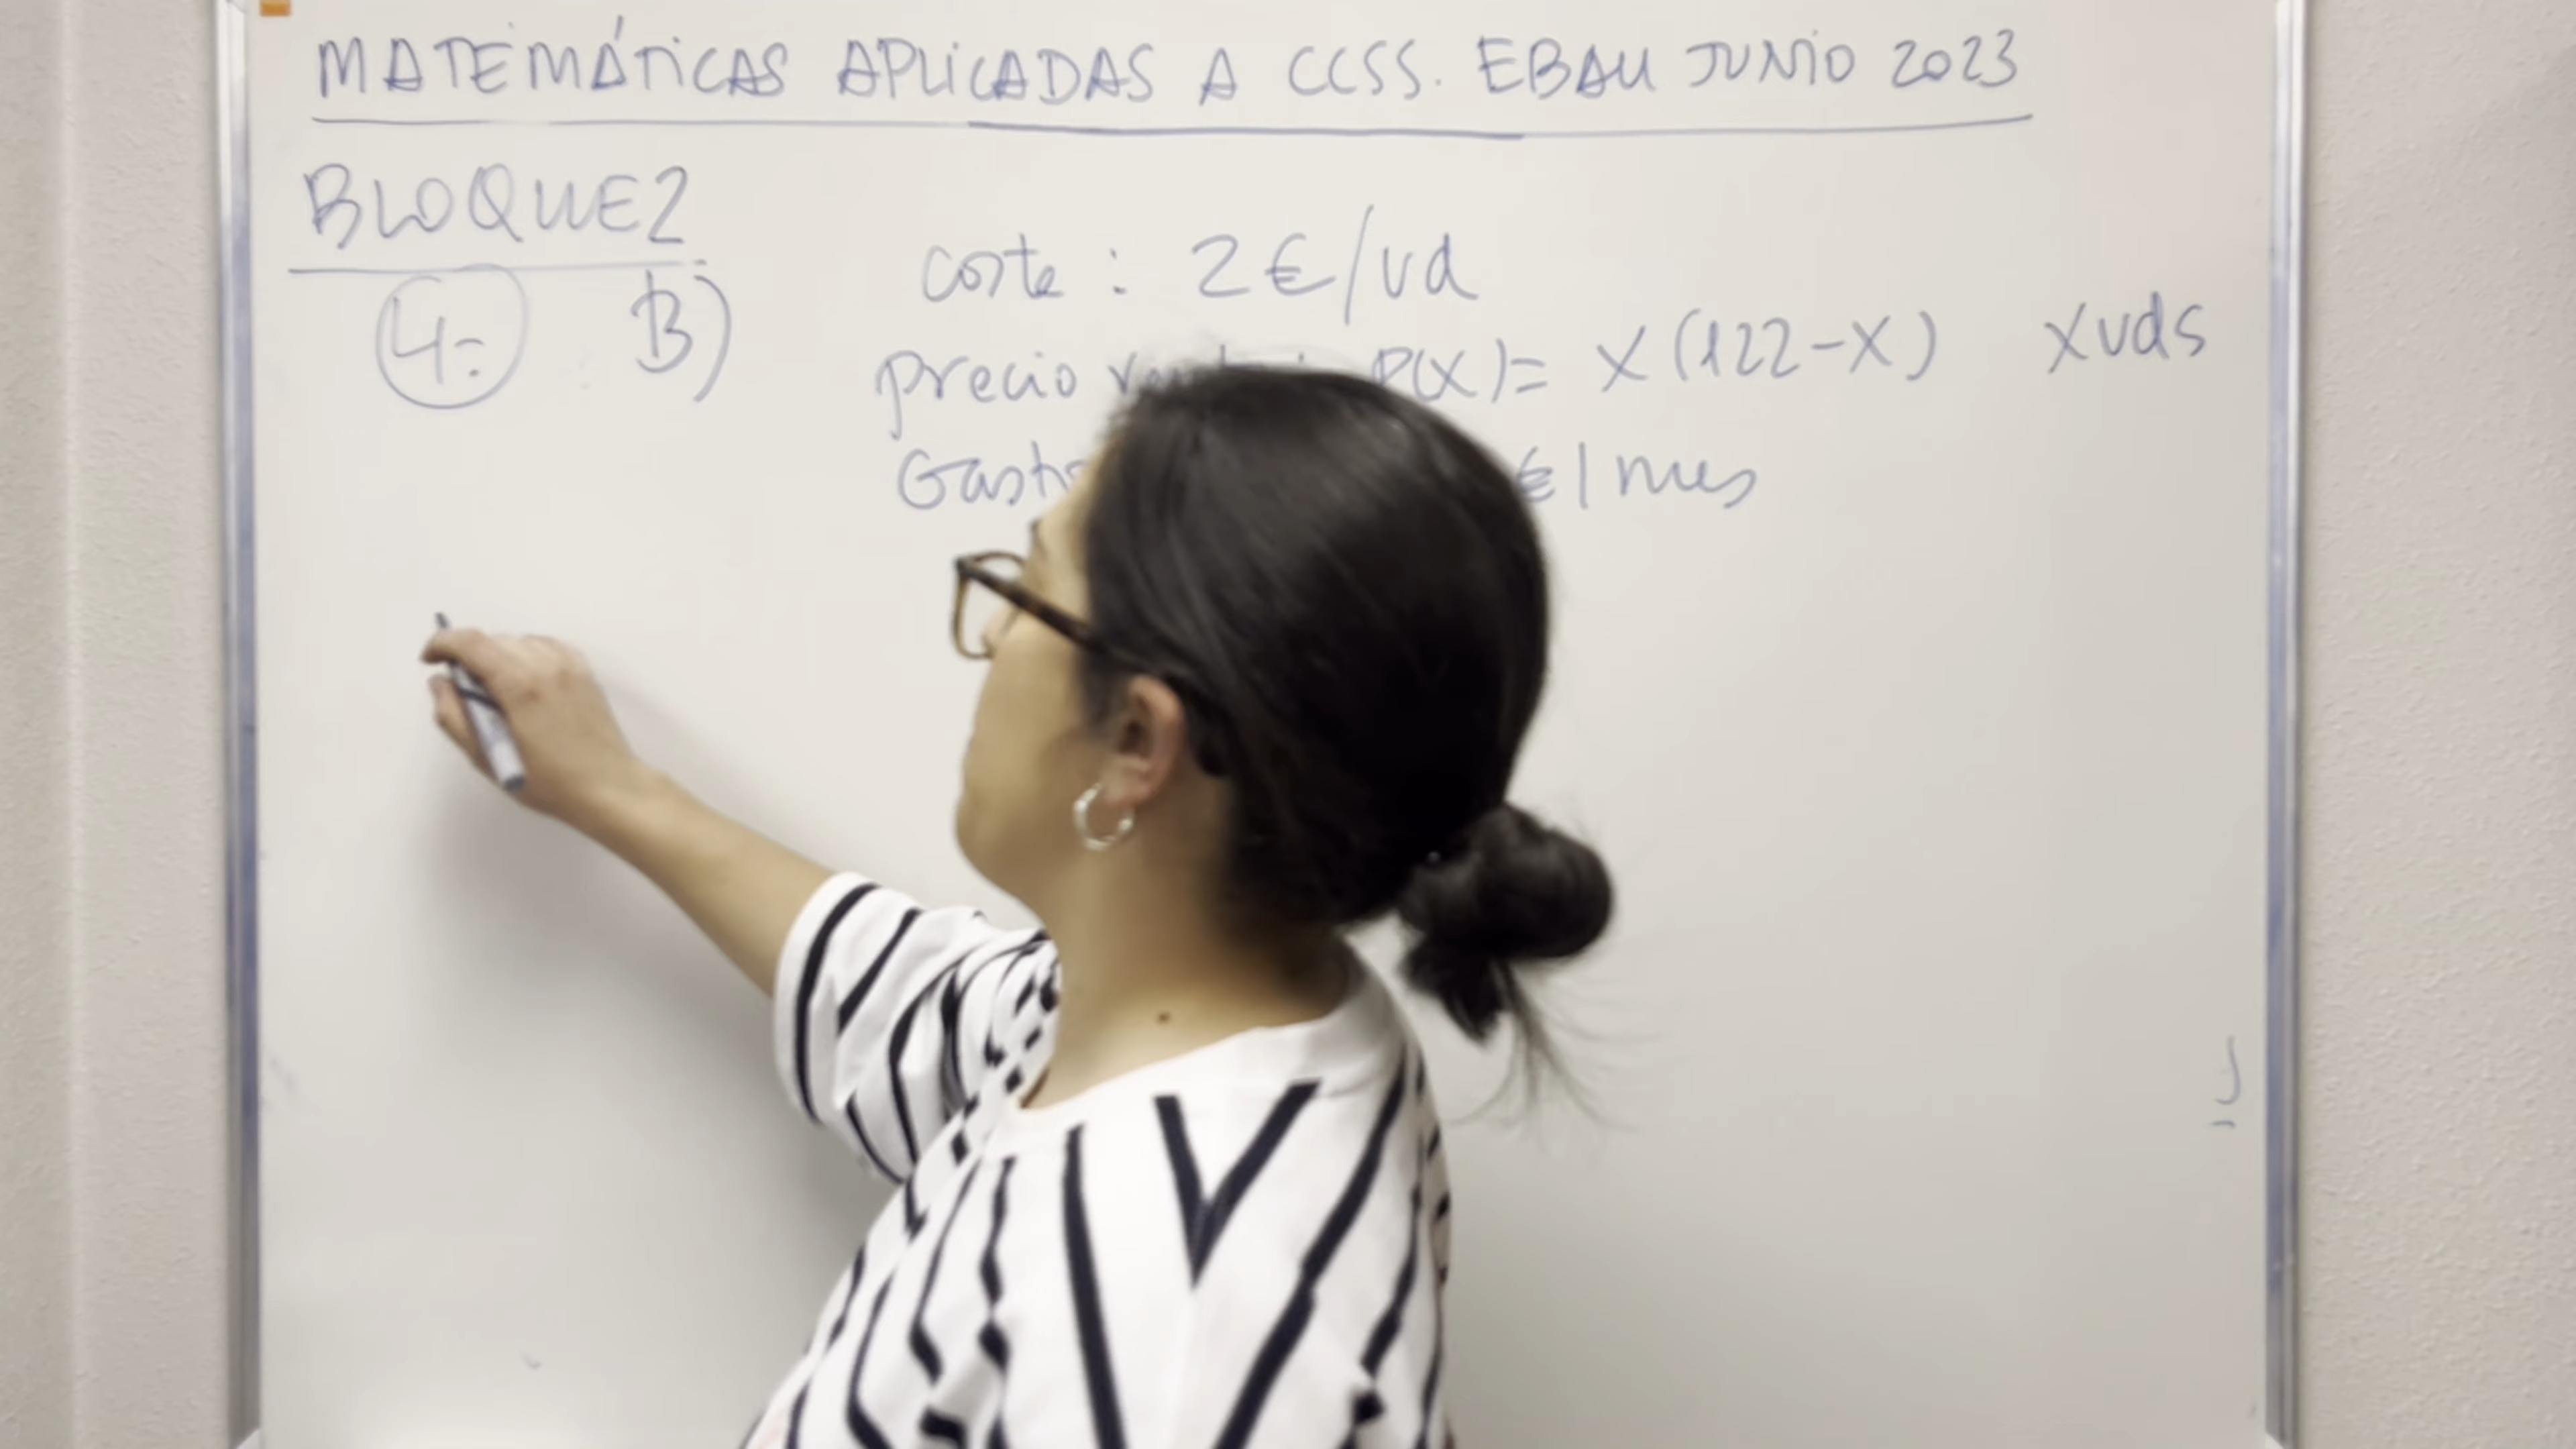 MATEMÁTICAS APLICADAS A CCSS. EBAU JUNIO 2023
BLOQUE 2
4.- B)
coste : 2€/ud
precio P(x)= x(122-x) x uds
€/mes